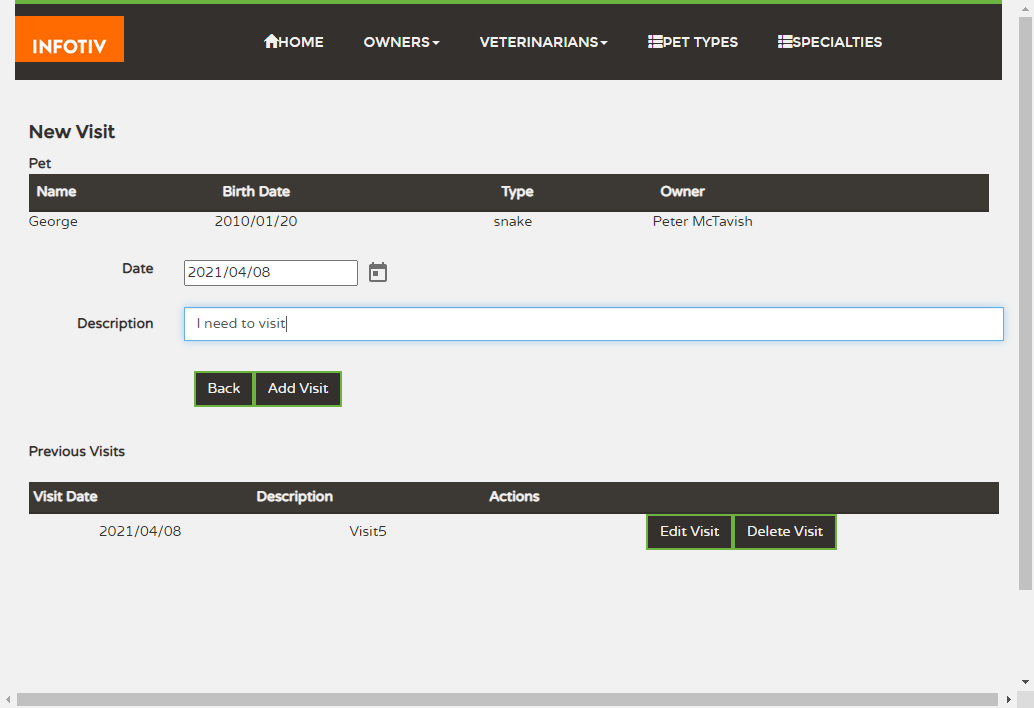 INFOTIV HOME OWNERS VETERINARIANS PET TYPES SPECIALTIES
New Visit
Pet
Name Birth Date Type Owner
George 2010/01/20 snake Peter McTavish
Date 2021/04/08
Description I need to visit
Back Add Visit
Previous Visits
Visit Date Description Actions
2021/04/08 Visit5 Edit Visit Delete Visit